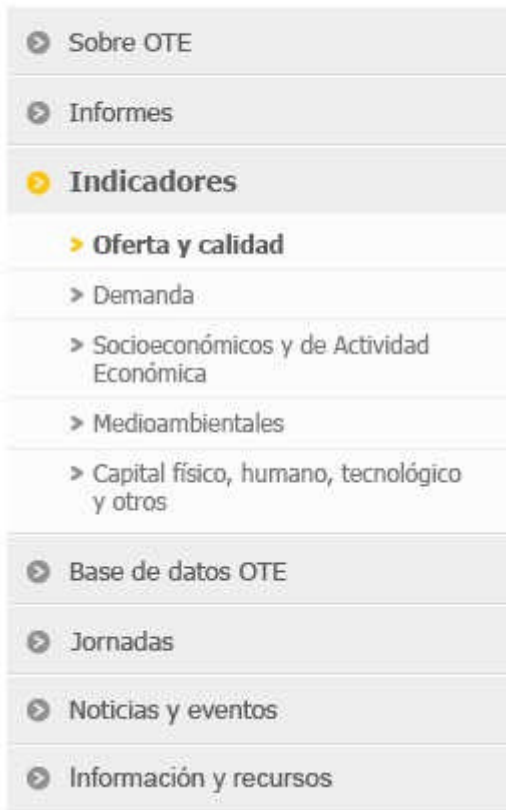 Sobre OTE
Informes
Indicadores
Oferta y calidad
Demanda
Socioeconómicos y de Actividad
Económica
Medioambientales
Capital físico, humano, tecnológico
y otros
Base de datos OTE
Jornadas
Noticias y eventos
Información y recursos